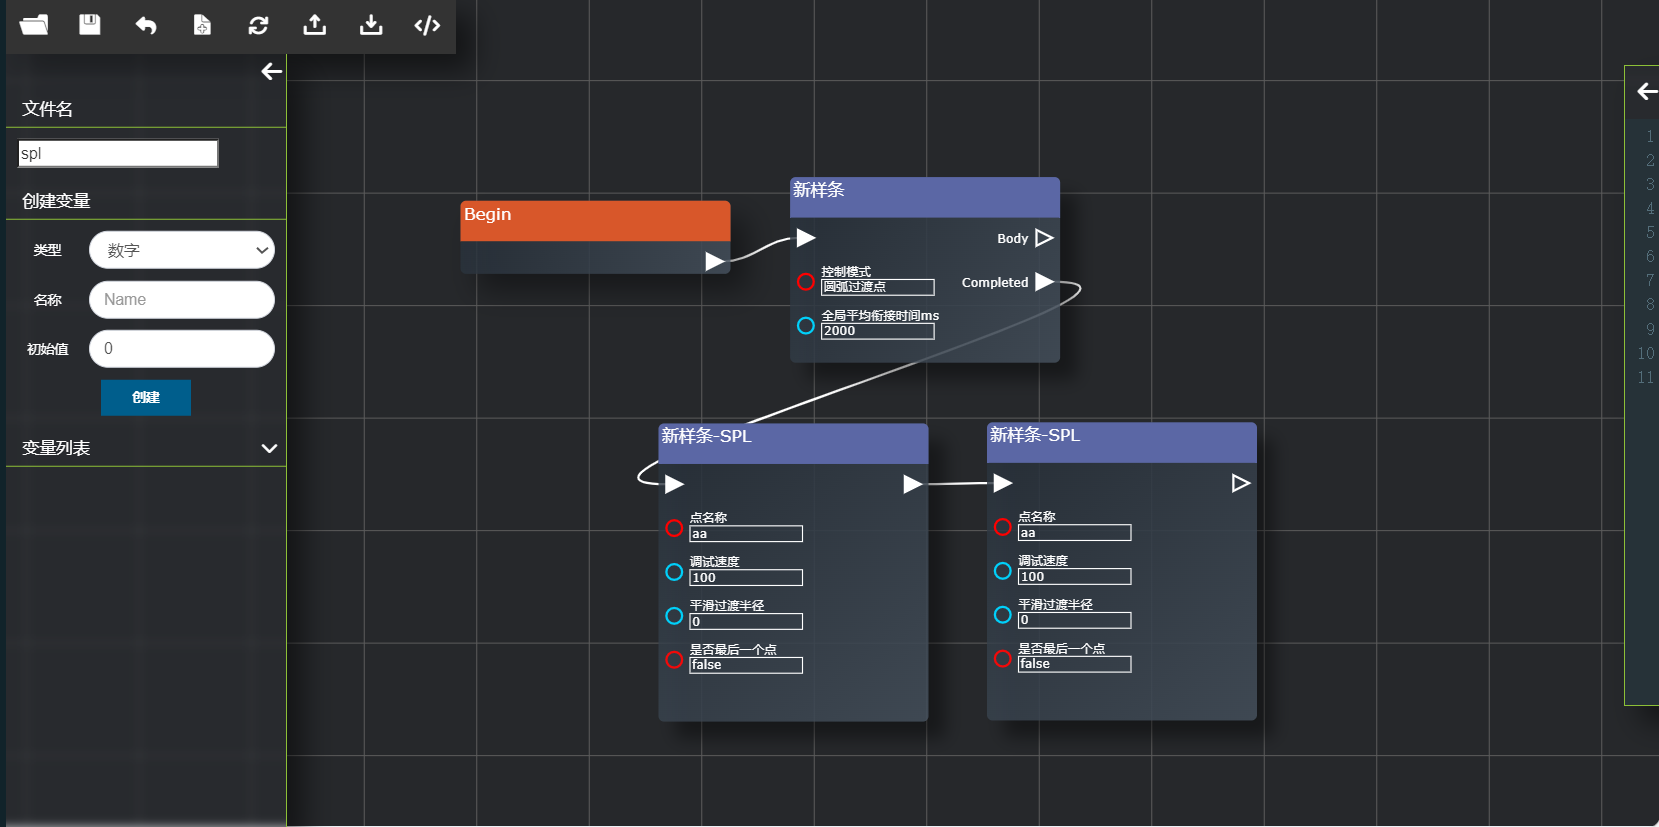 文件名
spl
创建变量
类型
数字
名称
Name
初始值
0
创建
变量列表
Begin
新样条
Body
控制模式
圆弧过渡点
Completed
全局平均衔接时间ms
2000
新样条-SPL
点名称
aa
调试速度
100
平滑过渡半径
0
是否最后一个点
false
新样条-SPL
点名称
aa
调试速度
100
平滑过渡半径
0
是否最后一个点
false
1
2
3
4
5
6
7
8
9
10
11